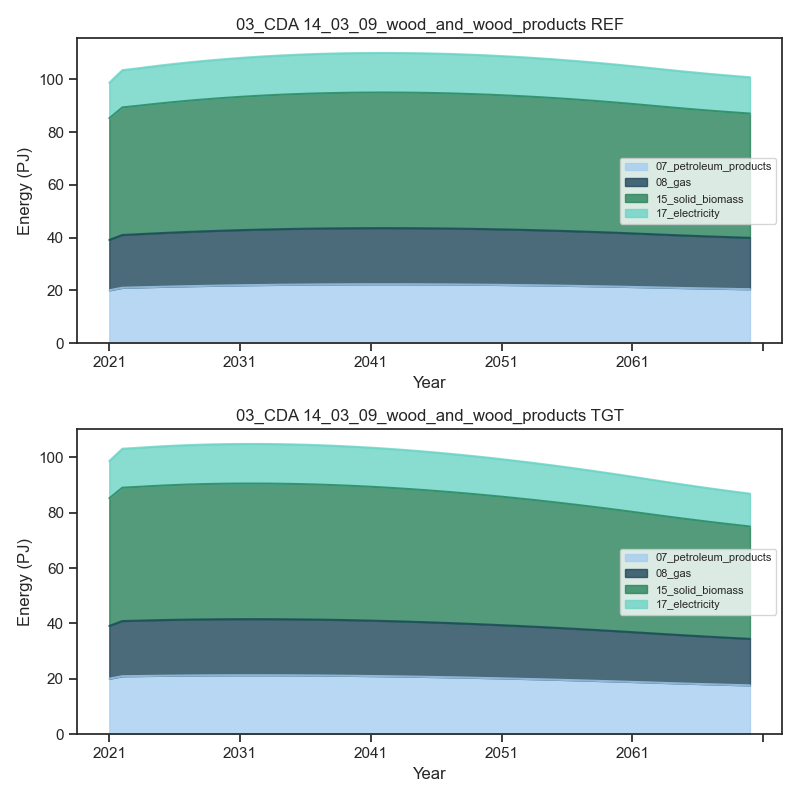 03_CDA 14_03_09_wood_and_wood_products REF
Energy (PJ)
100
80
60
40
20
0
07_petroleum_products
08_gas
15_solid_biomass
17_electricity
2021 2031 2041 2051 2061
Year
03_CDA 14_03_09_wood_and_wood_products TGT
Energy (PJ)
100
80
60
40
20
0
07_petroleum_products
08_gas
15_solid_biomass
17_electricity
2021 2031 2041 2051 2061
Year